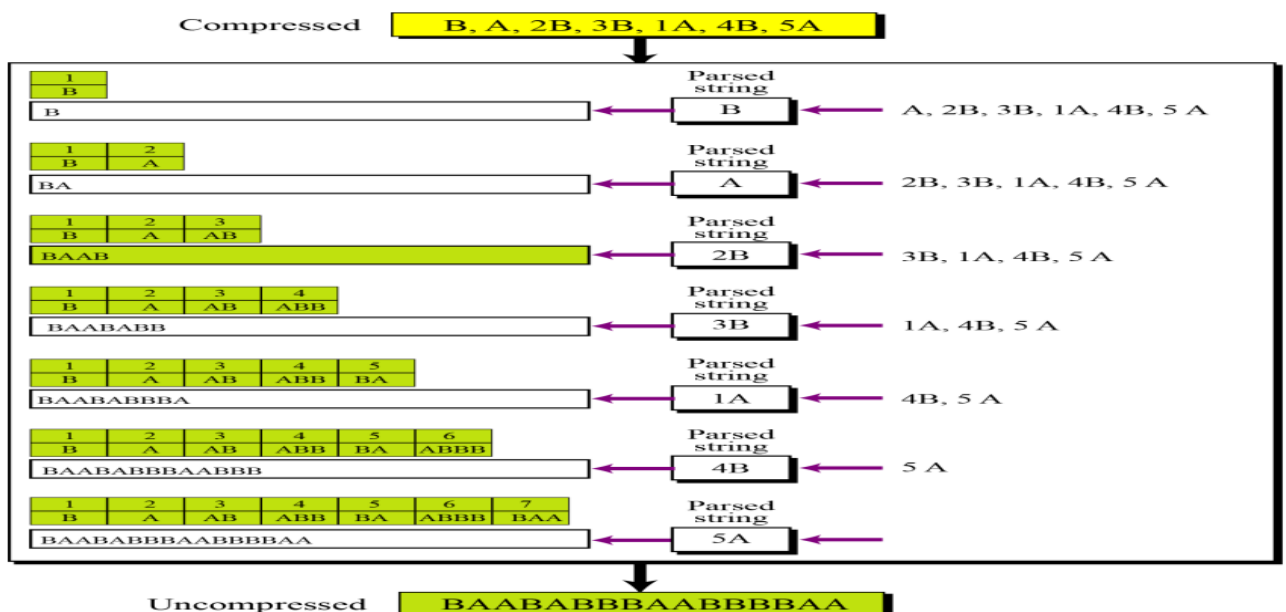 Compressed B, A, 2B, 3B, 1A, 4B, 5A
1 Parsed
B string
B B A, 2B, 3B, 1A, 4B, 5 A
1 2 Parsed
B A string
BA A 2B, 3B, 1A, 4B, 5 A
1 2 3 Parsed
B A AB string
BAAB 2B 3B, 1A, 4B, 5 A
1 2 3 4 Parsed
B A AB ABB string
BAABABB 3B 1A, 4B, 5 A
1 2 3 4 5 Parsed
B A AB ABB BA string
BAABABBBA 1A 4B, 5 A
1 2 3 4 5 6 Parsed
B A AB ABB BA ABBB string
BAABABBBAABBB 4B 5 A
1 2 3 4 5 6 7 Parsed
B A AB ABB BA ABBB BAA string
BAABABBBAABBBBAA 5A
Uncompressed BAABABBBAABBBBAA